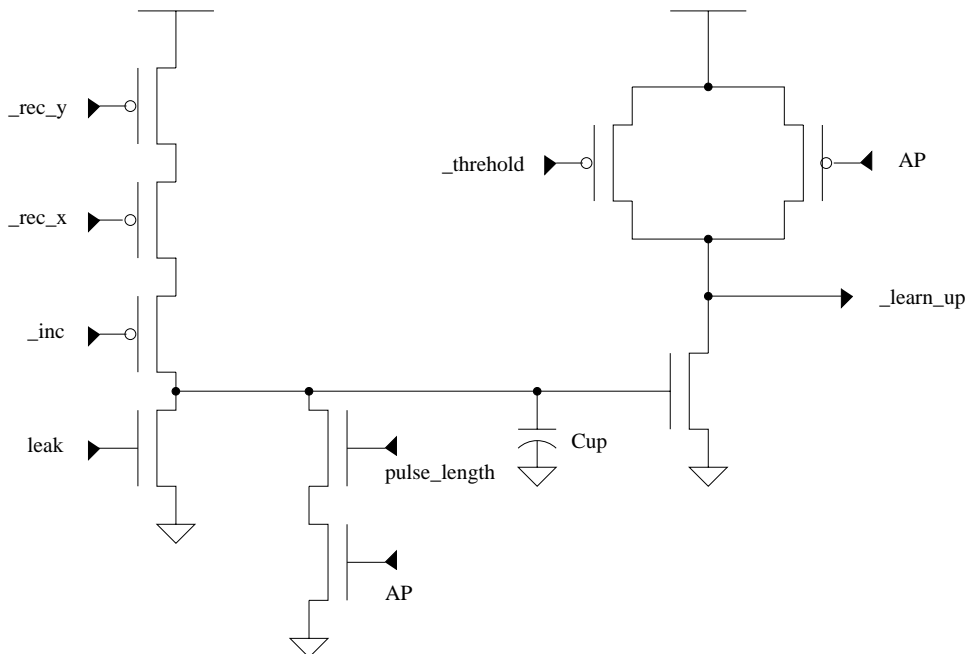 _rec_y
_threhold
AP
_rec_x
_learn_up
_inc
leak
Cup
pulse_length
AP